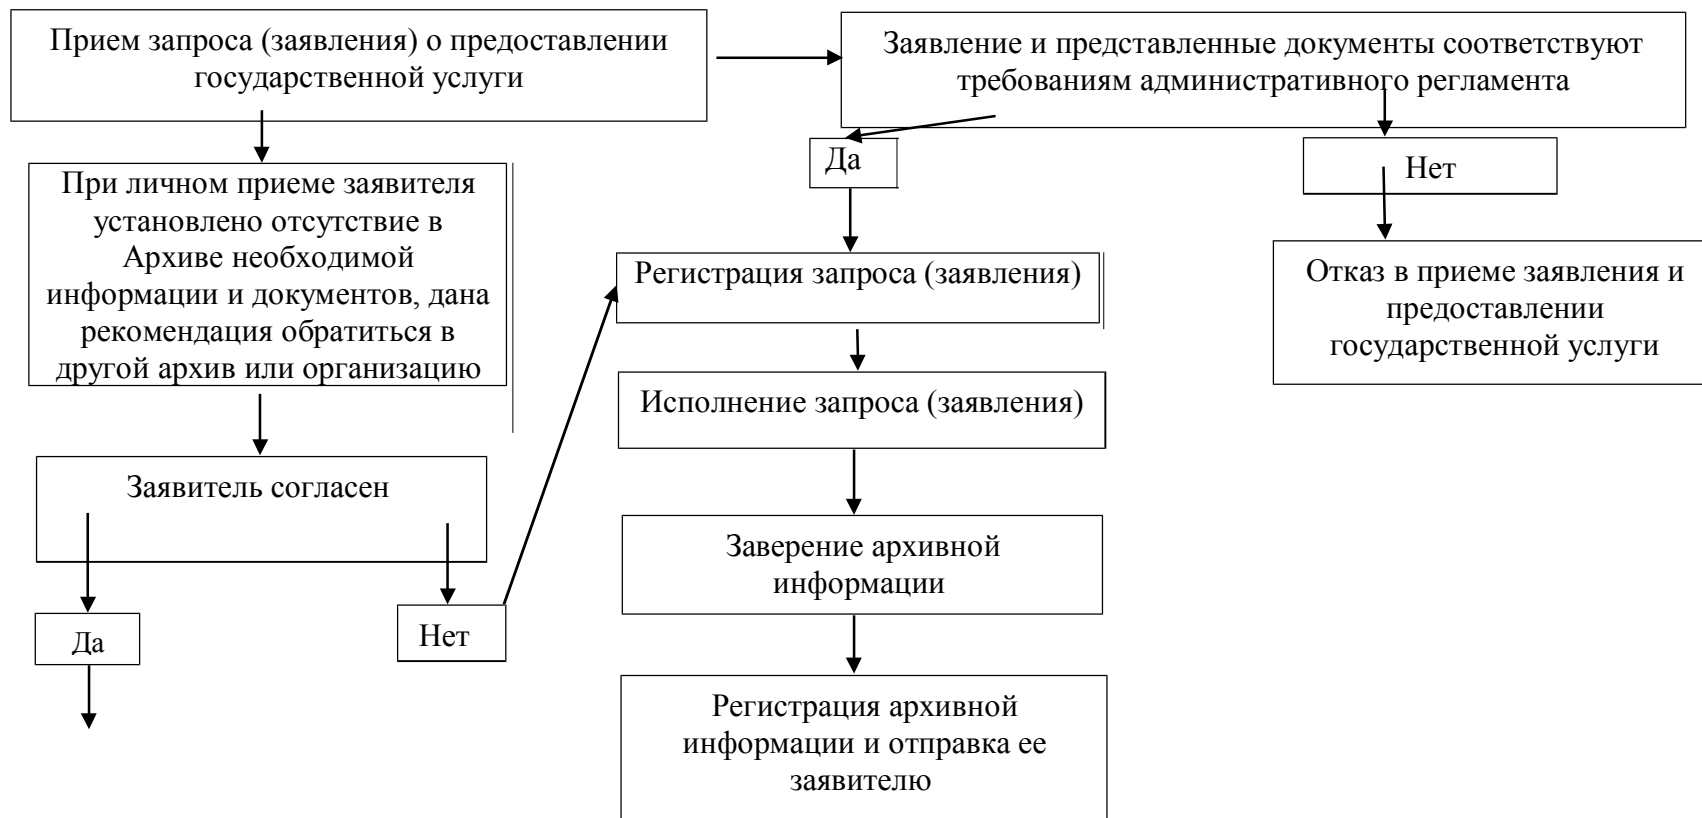 Прием запроса (заявления) о предоставлении
государственной услуги
Заявление и представленные документы соответствуют
требованиям административного регламента
Да
Нет
При личном приеме заявителя
установлено отсутствие в
Архиве необходимой
информации и документов, дана
рекомендация обратиться в
другой архив или организацию
Регистрация запроса (заявления)
Отказ в приеме заявления и
предоставлении
государственной услуги
Исполнение запроса (заявления)
Заявитель согласен
Заверение архивной
информации
Да
Нет
Регистрация архивной
информации и отправка ее
заявителю